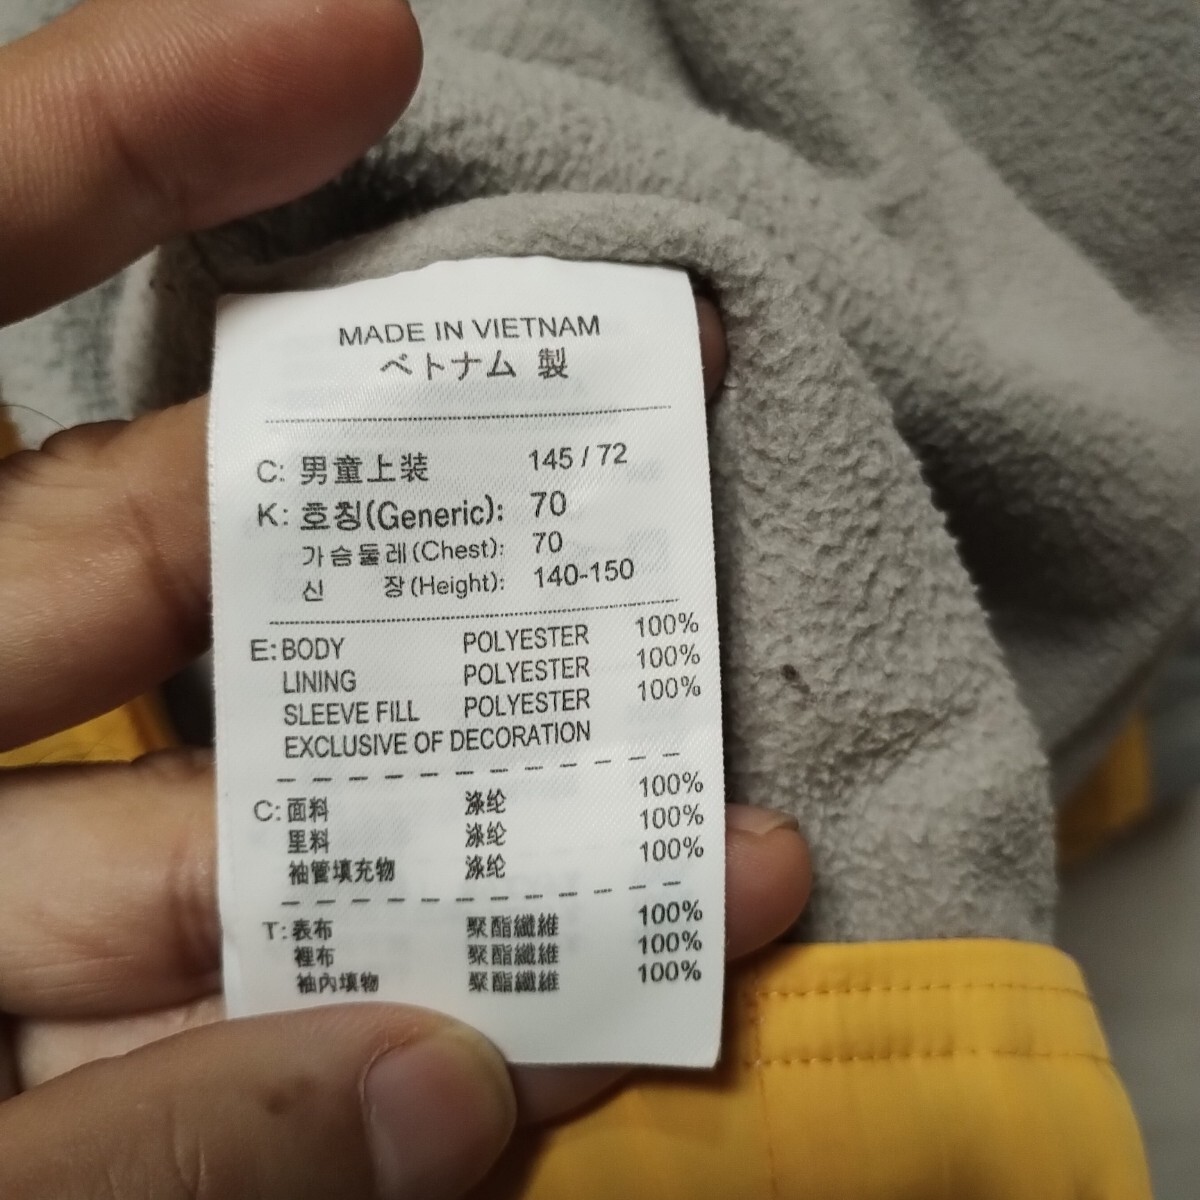 MADE IN VIETNAM
ベトナム 製
C: 男童上装 145 / 72
K: 호칭(Generic): 70
가슴둘레(Chest): 70
신 장(Height): 140-150
E: BODY POLYESTER 100%
LINING POLYESTER 100%
SLEEVE FILL POLYESTER 100%
EXCLUSIVE OF DECORATION
C: 面料 涤纶 100%
里料 涤纶 100%
袖管填充物 涤纶 100%
T: 表布 聚酯纖維 100%
裡布 聚酯纖維 100%
袖內填物 聚酯纖維 100%